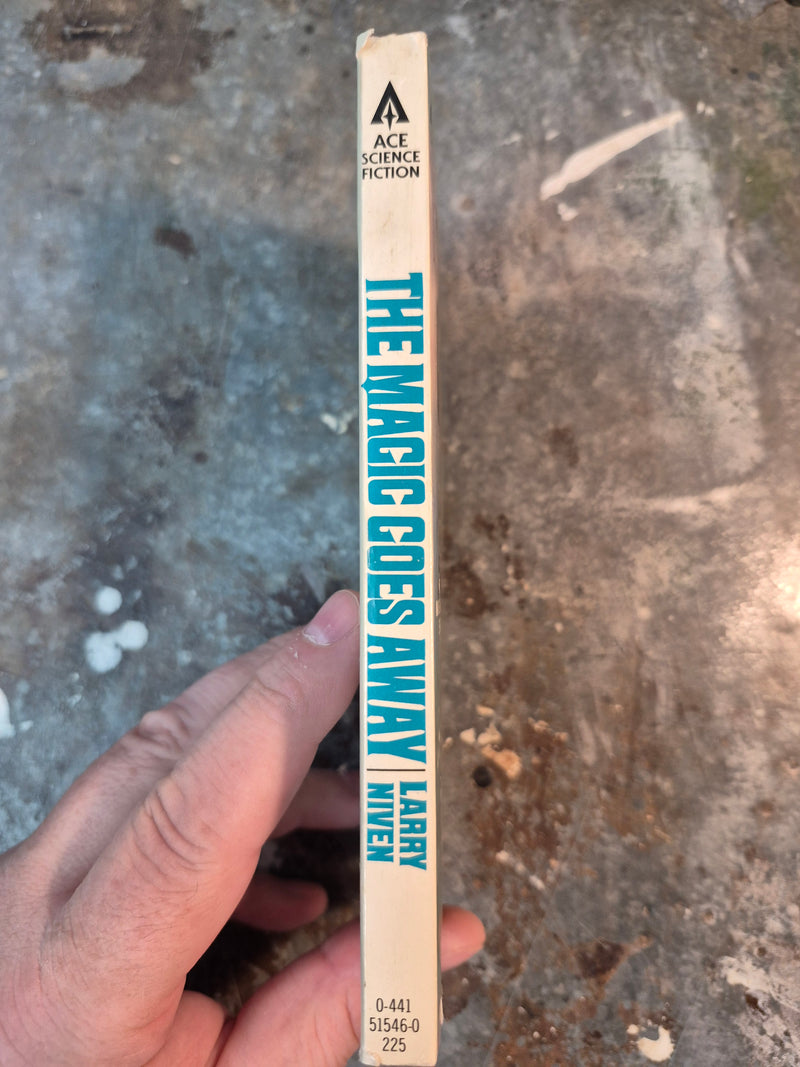 ACE
SCIENCE
FICTION
THE MAGIC GOES AWAY
LARRY
NIVEN
0-441
51546-0
225